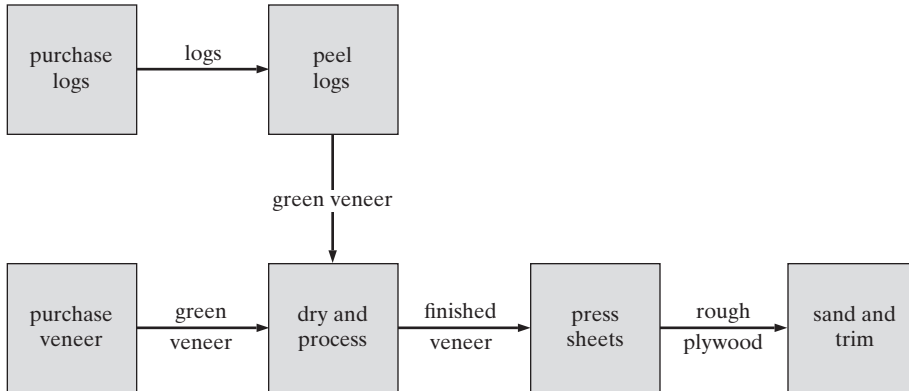 purchase
logs
logs
peel
logs
green veneer
purchase
veneer
green
veneer
dry and
process
finished
veneer
press
sheets
rough
plywood
sand and
trim